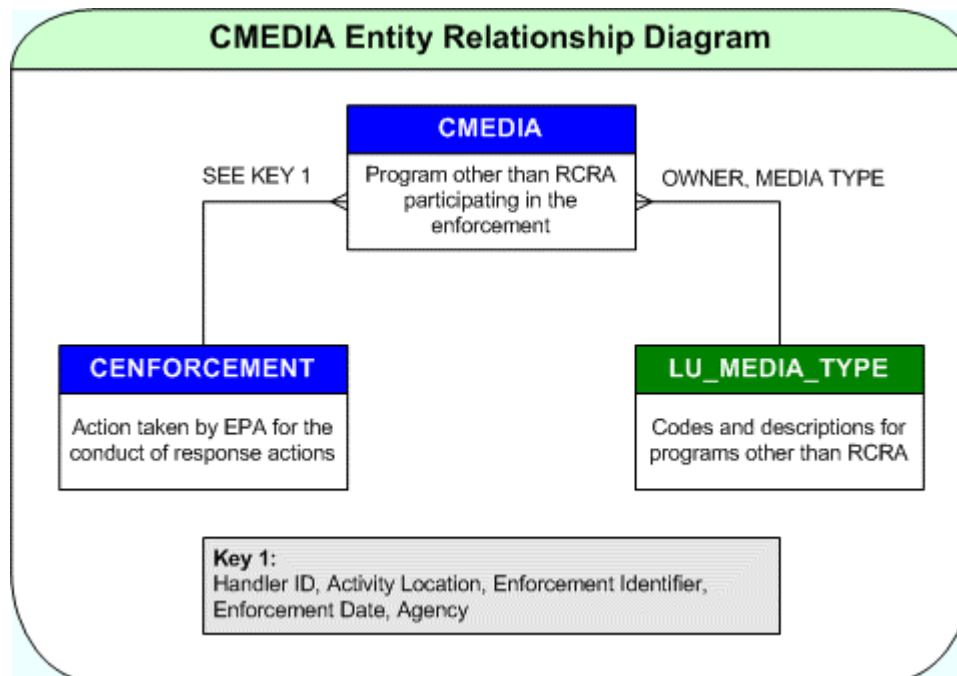 CMEDIA Entity Relationship Diagram
CMEDIA
SEE KEY 1
Program other than RCRA
participating in the
enforcement
OWNER, MEDIA TYPE
CENFORCEMENT
Action taken by EPA for the
conduct of response actions
LU_MEDIA_TYPE
Codes and descriptions for
programs other than RCRA
Key 1:
Handler ID, Activity Location, Enforcement Identifier,
Enforcement Date, Agency